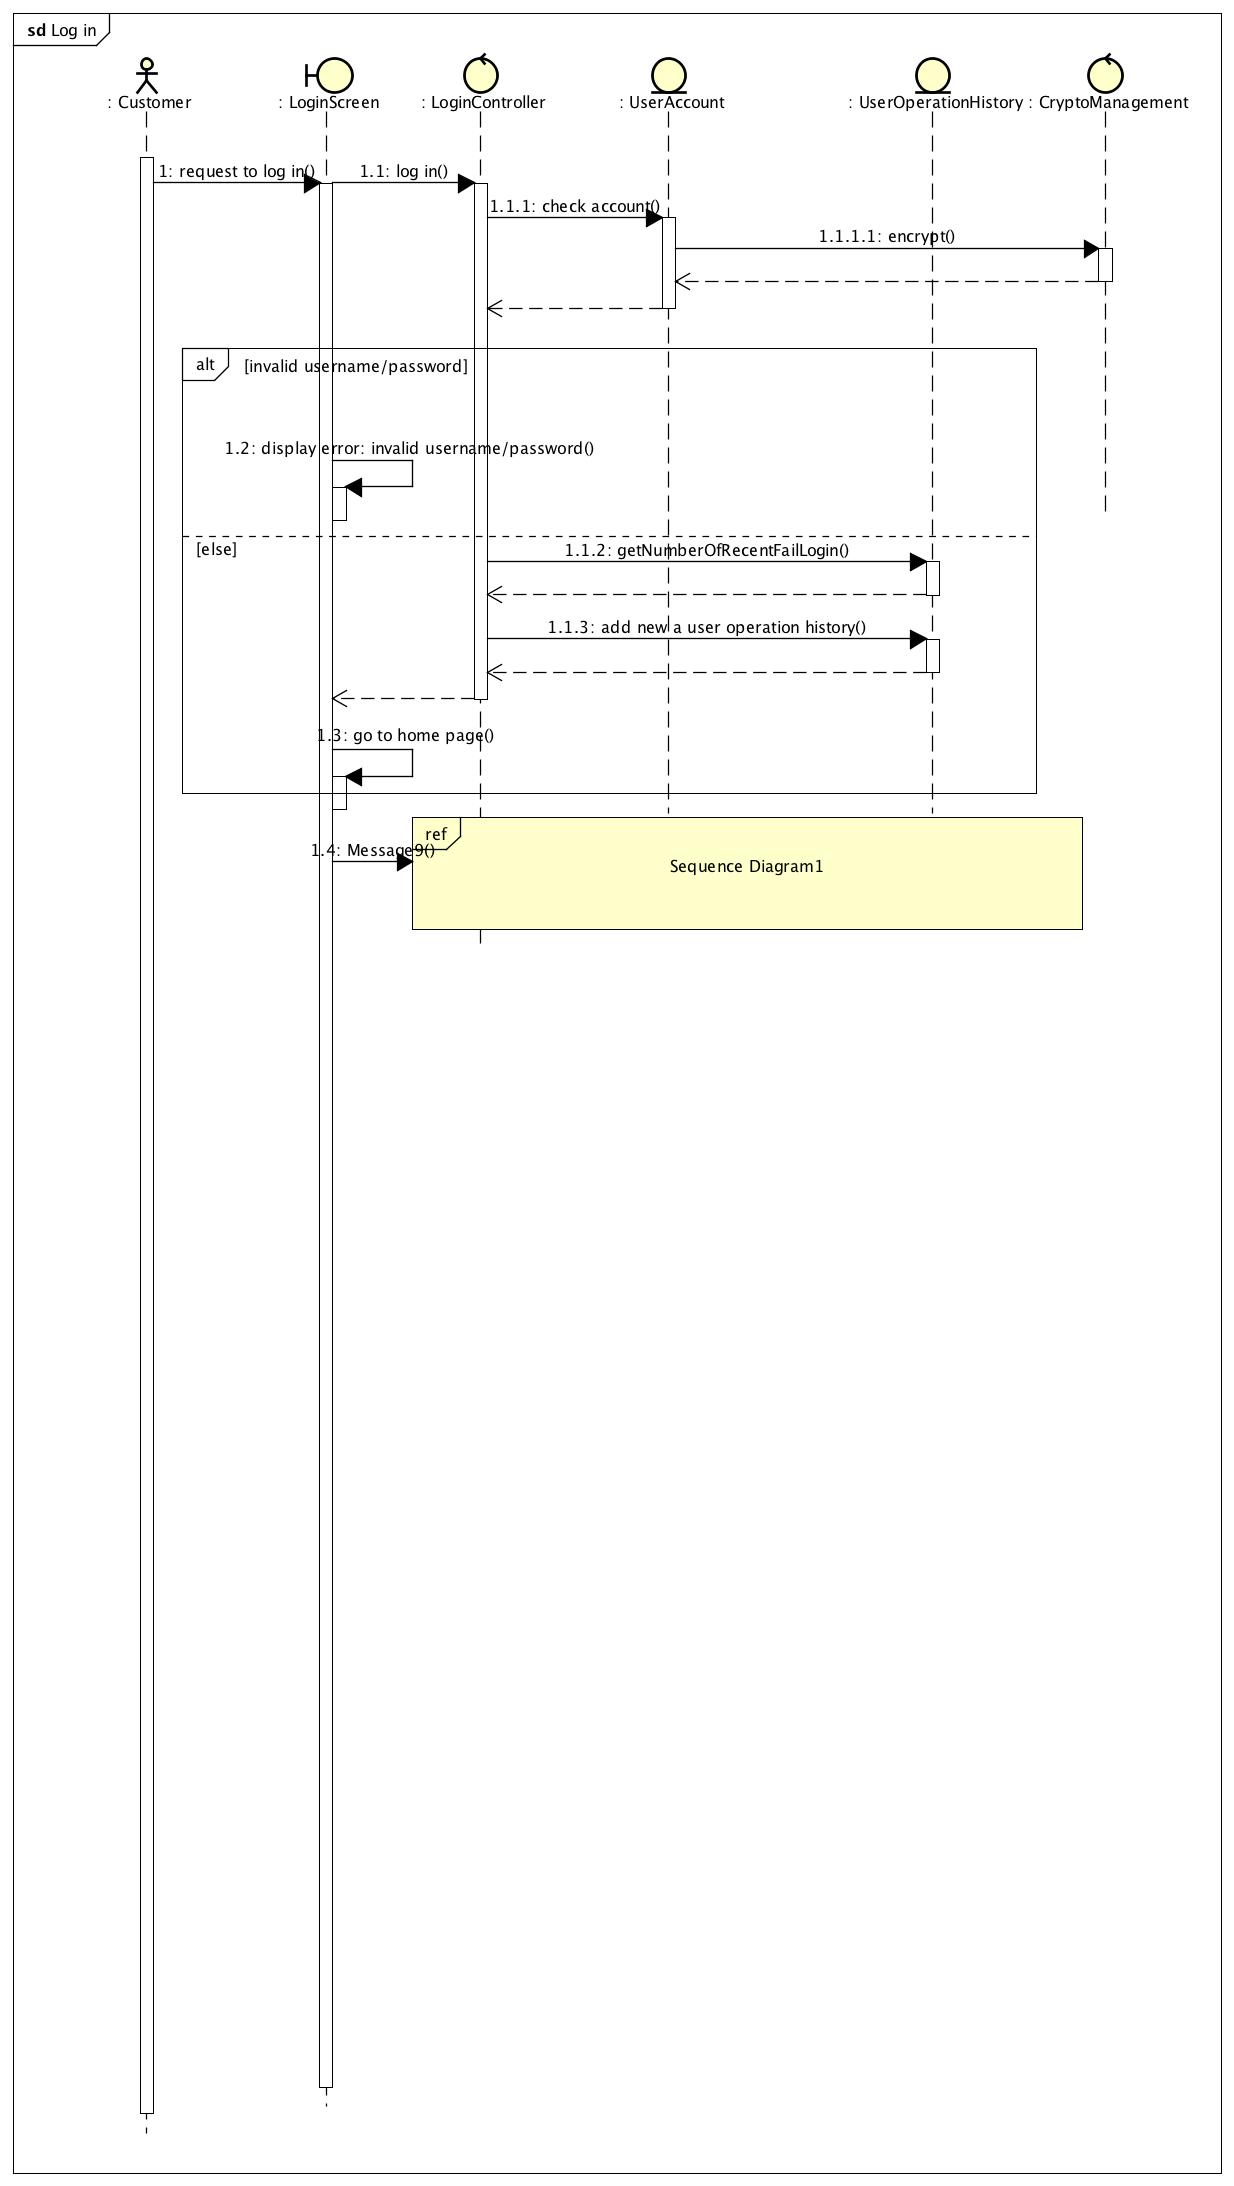 sd Log in
: Customer
: LoginScreen
: LoginController
: UserAccount
: UserOperationHistory
: CryptoManagement
1: request to log in()
1.1: log in()
1.1.1: check account()
1.1.1.1: encrypt()
alt
[invalid username/password]
1.2: display error: invalid username/password()
[else]
1.1.2: getNumberOfRecentFailLogin()
1.1.3: add new a user operation history()
1.3: go to home page()
ref
1.4: Message9()
Sequence Diagram1